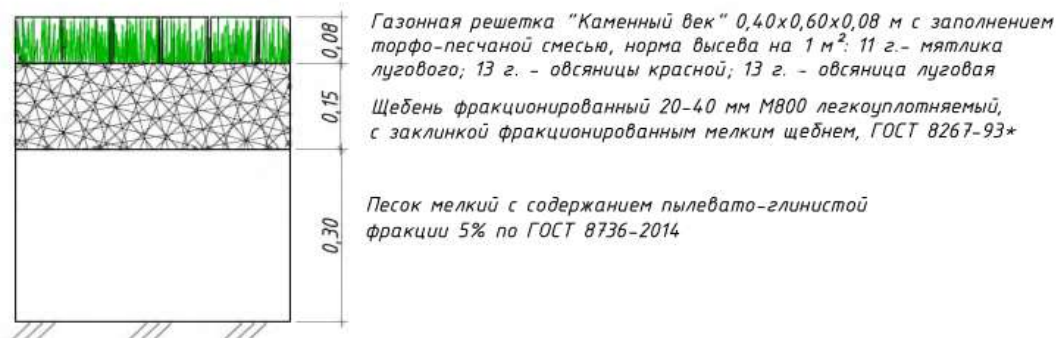 0,08
Газонная решетка "Каменный век" 0,40х0,60х0,08 м с заполнением
торфо-песчаной смесью, норма высева на 1 м²: 11 г.- мятлика
лугового; 13 г. - овсяницы красной; 13 г. - овсяница луговая
0,15
Щебень фракционированный 20-40 мм М800 легкоуплотняемый,
с заклинкой фракционированным мелким щебнем, ГОСТ 8267-93*
0,30
Песок мелкий с содержанием пылевато-глинистой
фракции 5% по ГОСТ 8736-2014